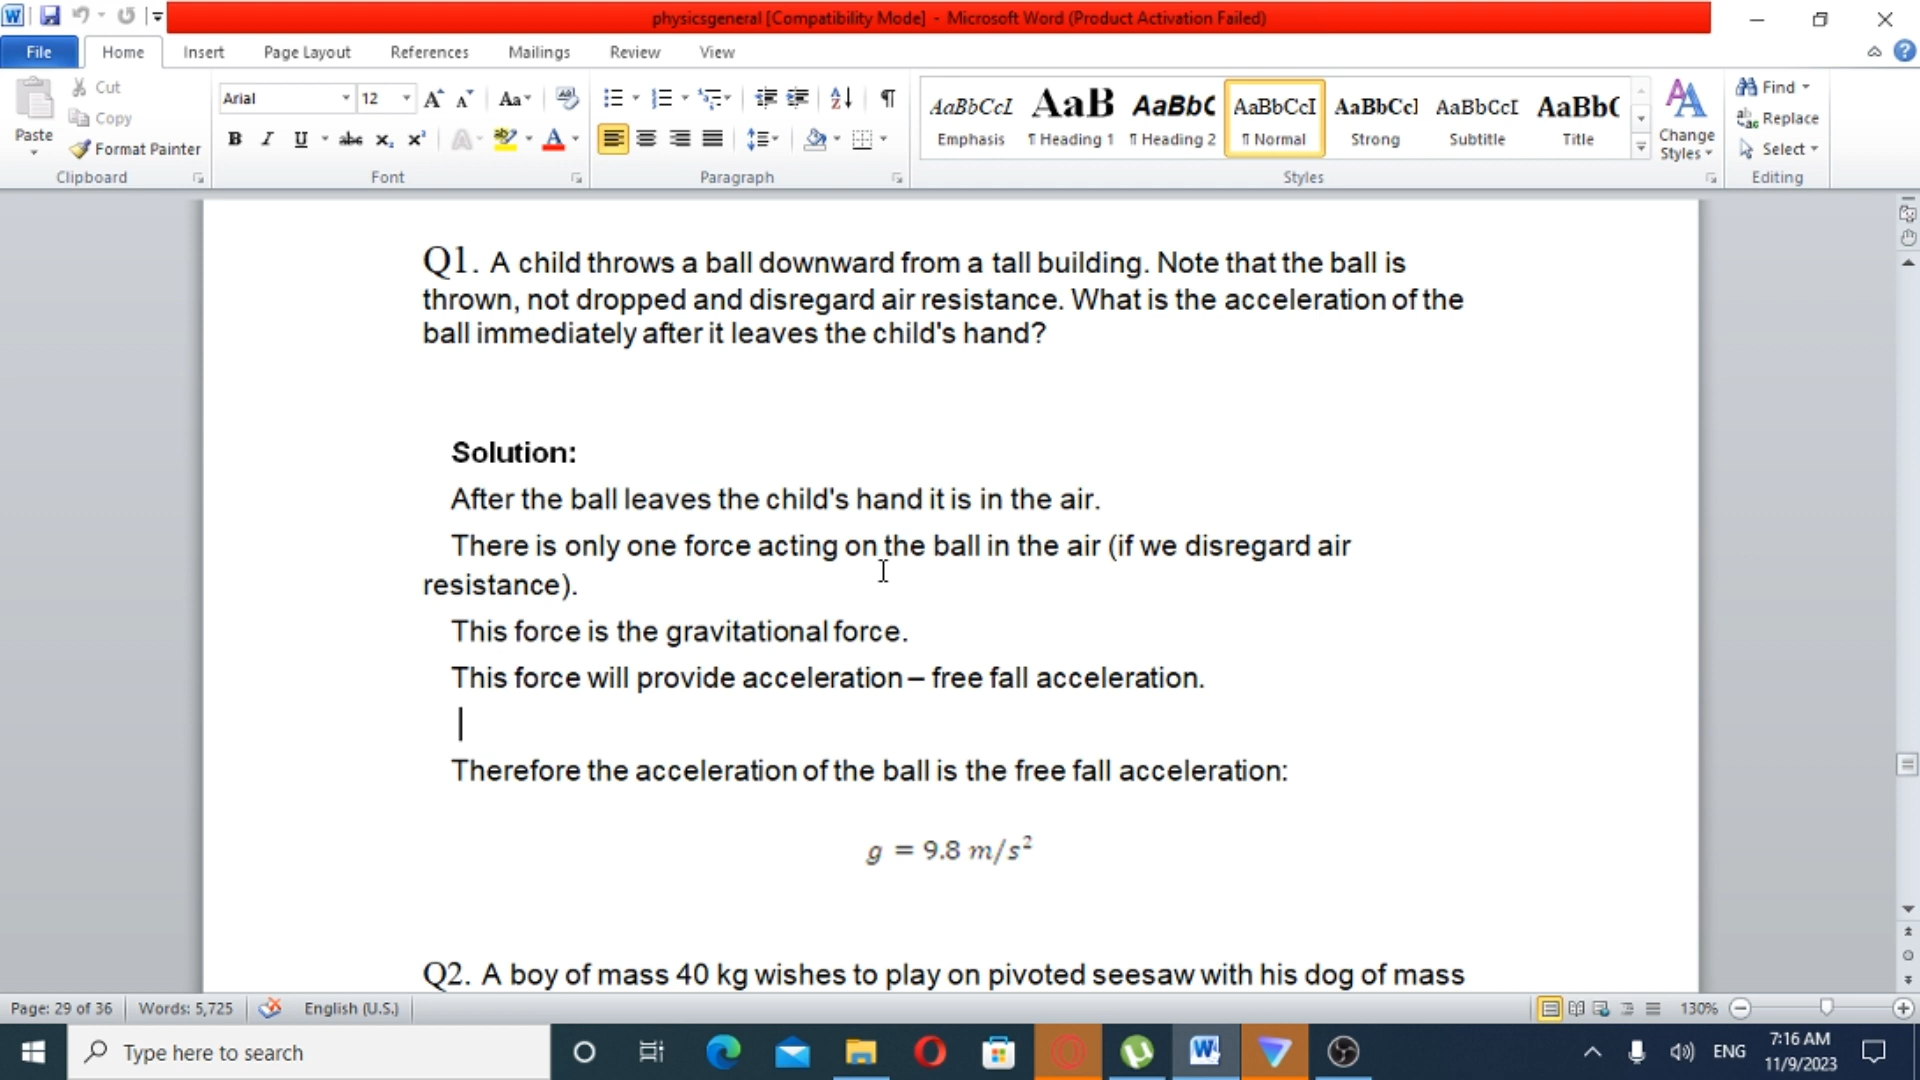 physicsgeneral [Compatibility Mode] - Microsoft Word (Product Activation Failed)
File Home Insert Page Layout References Mailings Review View
Paste
Cut
Copy
Format Painter
Clipboard
Arial 12
Font
Paragraph
AaBbCcI AaB AaBbC AaBbCcI AaBbCcI AaBbCcI AaBb(
Emphasis ¶ Heading 1 ¶ Heading 2 ¶ Normal Strong Subtitle Title
Change Styles
Styles
Find
Replace
Select
Editing
Q1. A child throws a ball downward from a tall building. Note that the ball is
thrown, not dropped and disregard air resistance. What is the acceleration of the
ball immediately after it leaves the child's hand?
Solution:
After the ball leaves the child's hand it is in the air.
There is only one force acting on the ball in the air (if we disregard air
resistance).
This force is the gravitational force.
This force will provide acceleration – free fall acceleration.
Therefore the acceleration of the ball is the free fall acceleration:
g = 9.8 m/s²
Q2. A boy of mass 40 kg wishes to play on pivoted seesaw with his dog of mass
Page: 29 of 36 Words: 5,725 English (U.S.) 130%
Type here to search
ENG
7:16 AM
11/9/2023